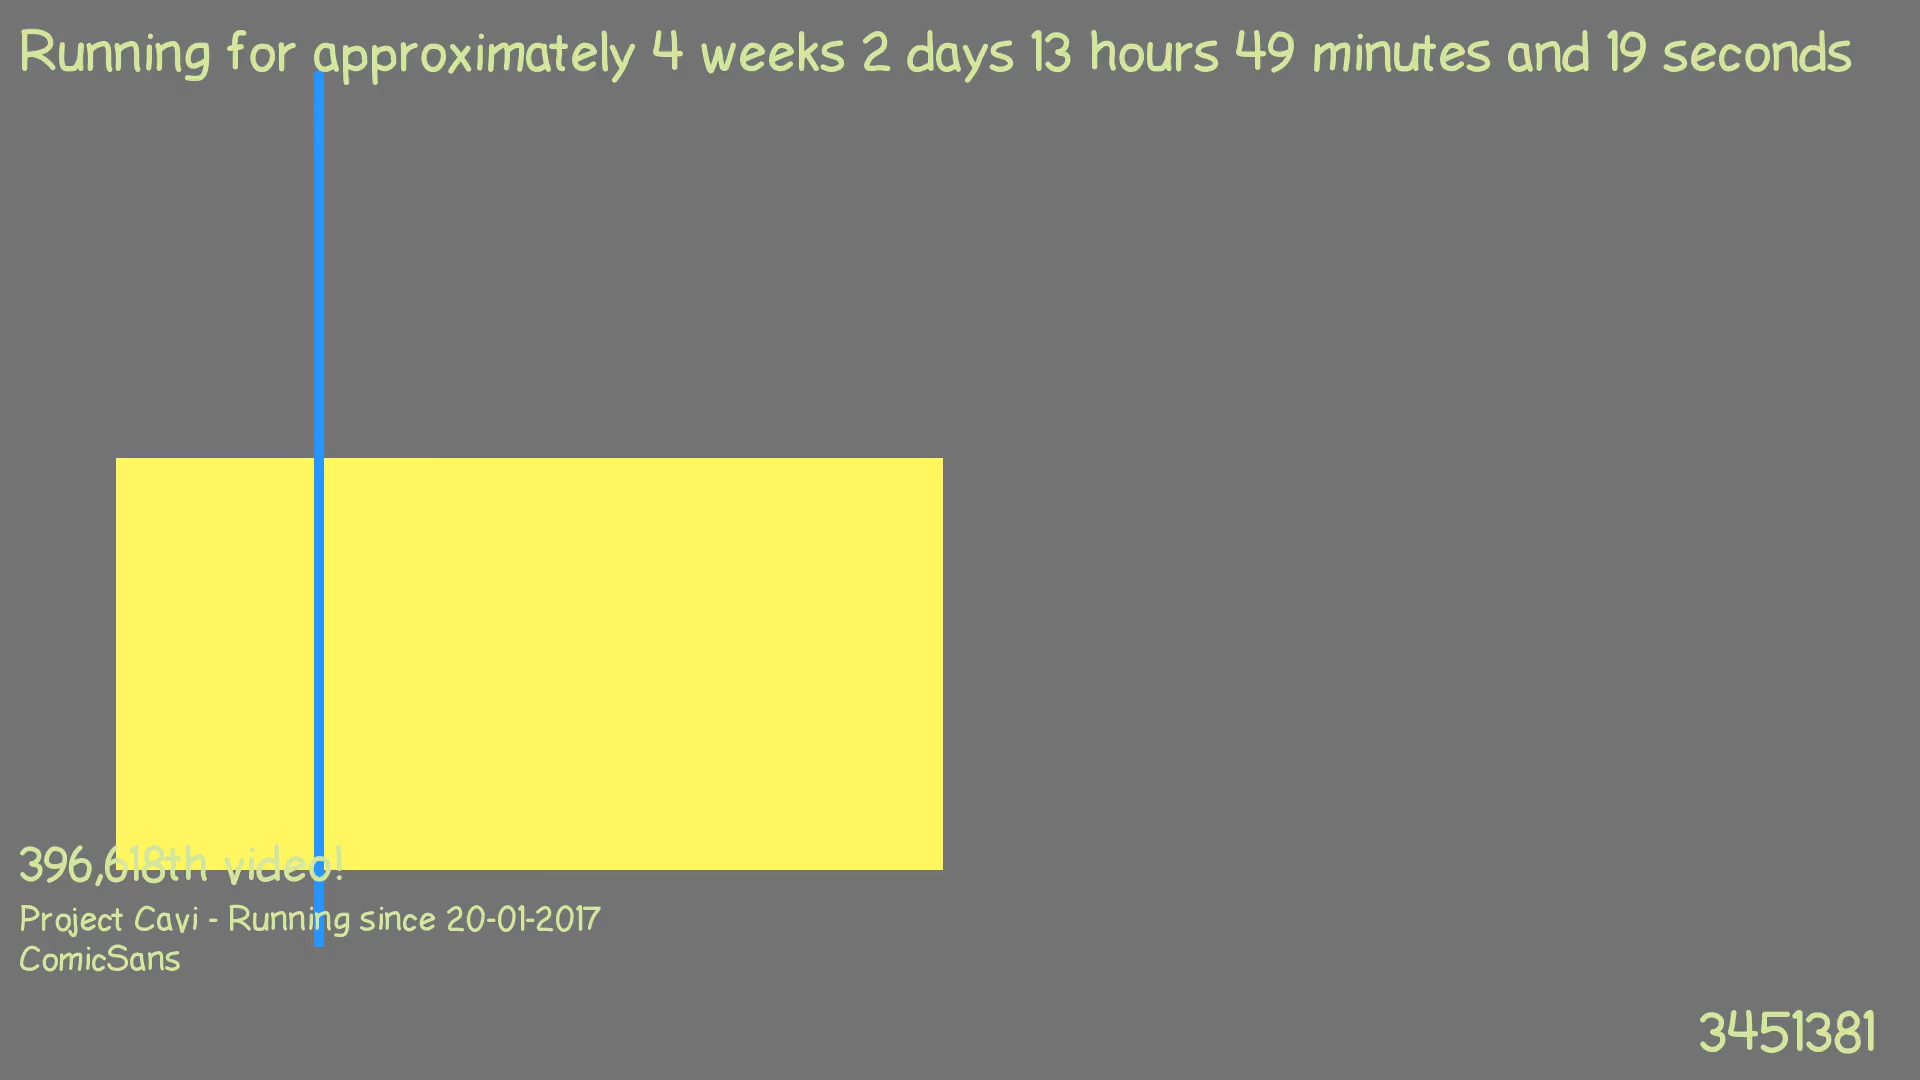 Running for approximately 4 weeks 2 days 13 hours 49 minutes and 19 seconds
396,618th video!
Project Cavi - Running since 20-01-2017
ComicSans
3451381